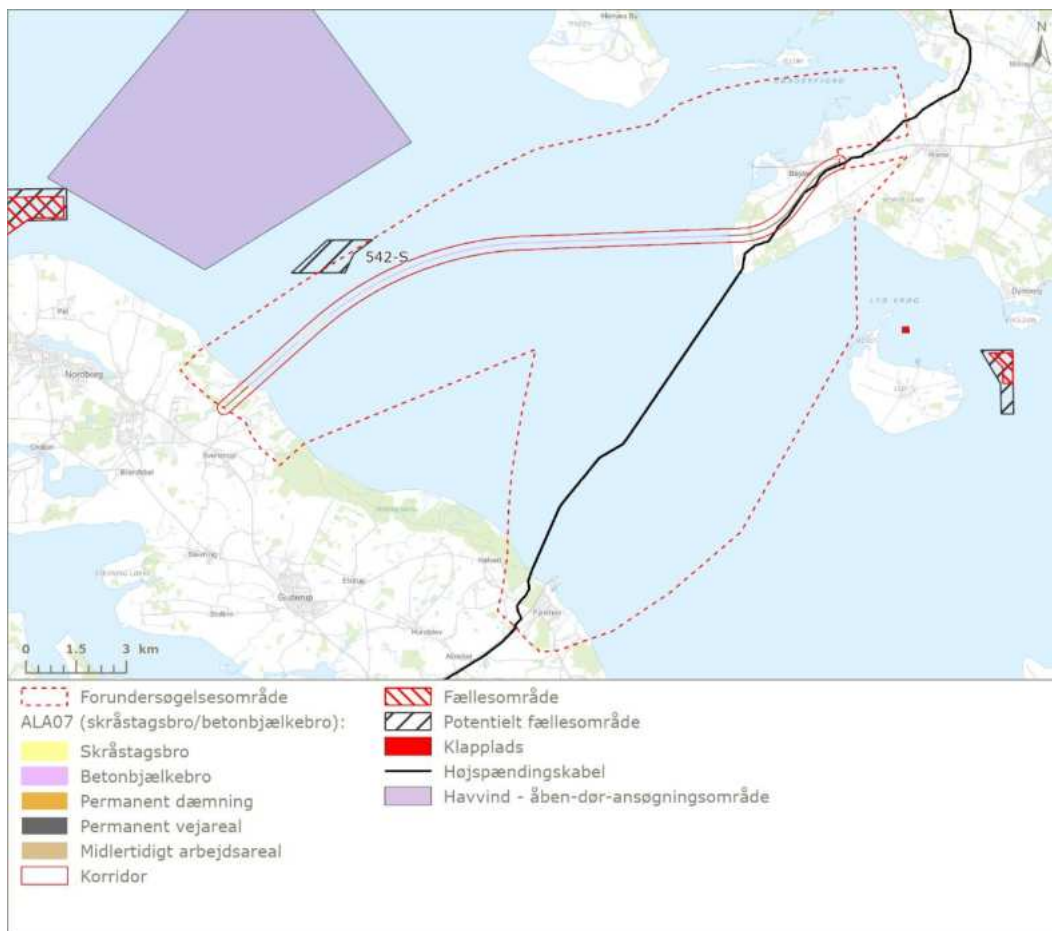 N
542-S
Nordborg
Guderup
0 1.5 3 km
Forundersøgelsesområde
ALA07 (skråstagsbro/betonbjælkebro):
Skråstagsbro
Betonbjælkebro
Permanent dæmning
Permanent vejareal
Midlertidigt arbejdsareal
Korridor
Fællesområde
Potentielt fællesområde
Klapplads
Højspændingskabel
Havvind - åben-dør-ansøgningsområde